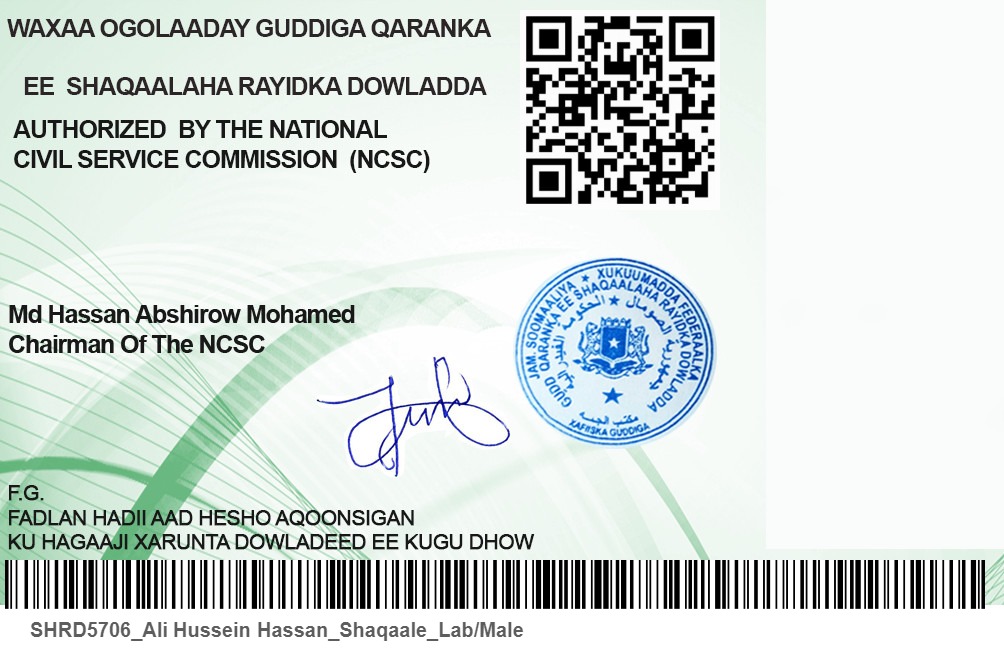 WAXAA OGOLAADAY GUDDIGA QARANKA
EE SHAQAALAHA RAYIDKA DOWLADDA
AUTHORIZED BY THE NATIONAL
CIVIL SERVICE COMMISSION (NCSC)
Md Hassan Abshirow Mohamed
Chairman Of The NCSC
JAM. SOOMAALIYA ★ XUKUUMADDA FEDERAALKA
GUDD QARANKA EE SHAQAALAHA RAYIDKA DOWLADDA
XAFIISKA GUDDIGA
F.G.
FADLAN HADII AAD HESHO AQOONSIGAN
KU HAGAAJI XARUNTA DOWLADEED EE KUGU DHOW
SHRD5706_Ali Hussein Hassan_Shaqaale_Lab/Male